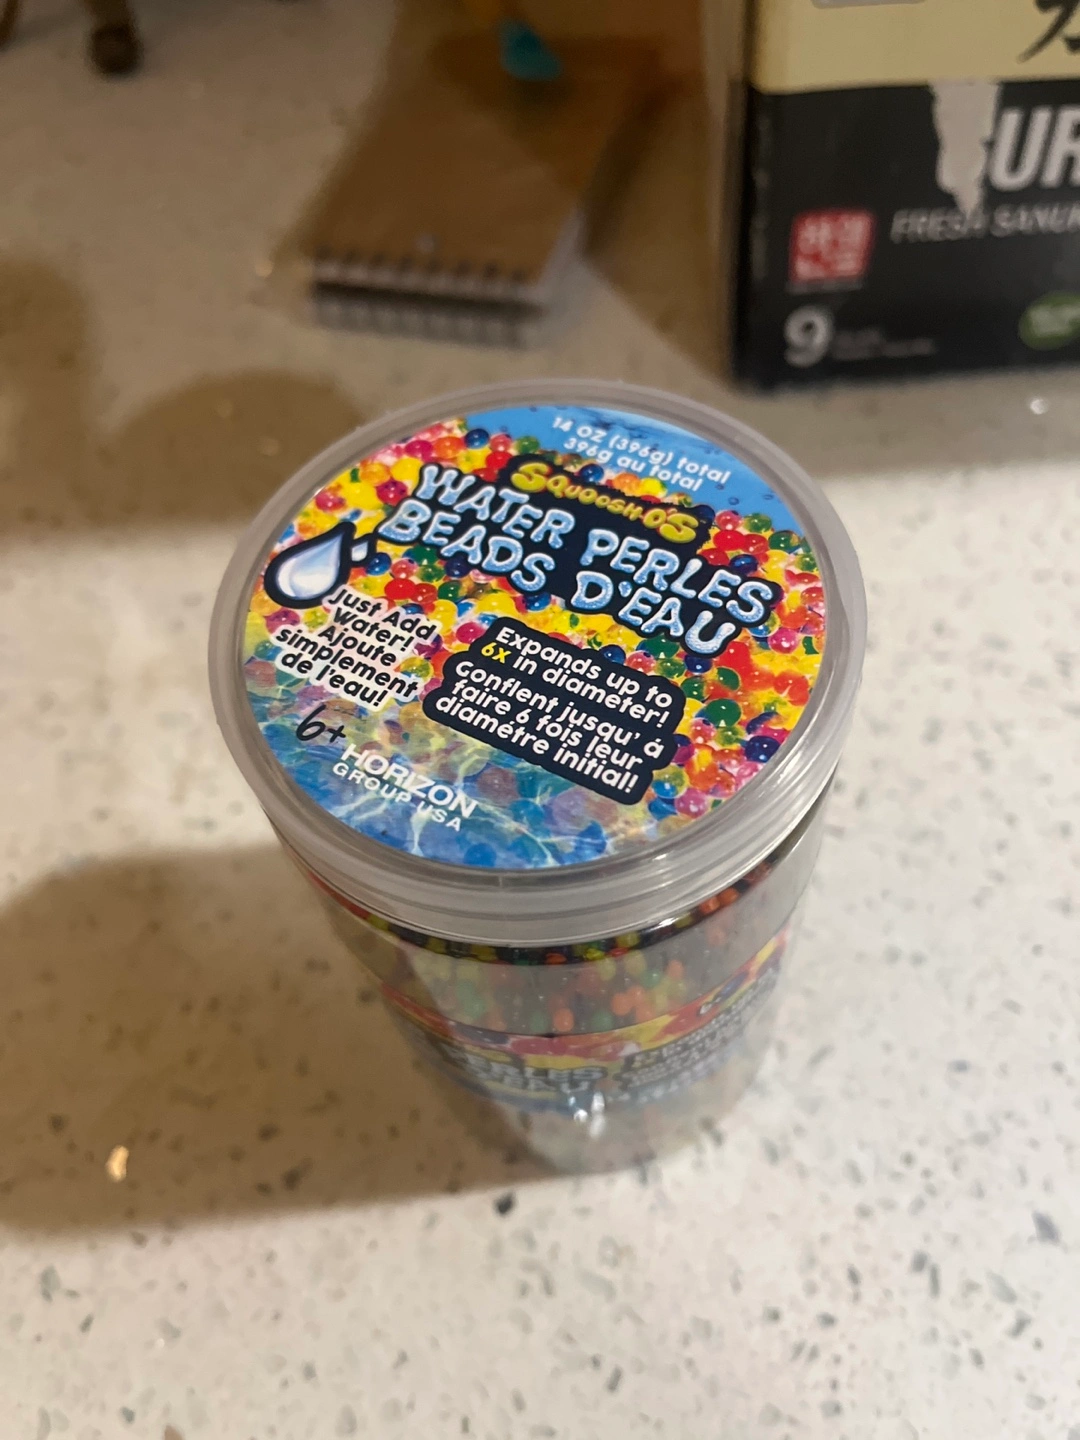 UR
FRESH SANUK
9
14 OZ (396g) total
396g au total
SQUOOSH-O'S
WATER PERLES
BEADS D'EAU
Just Add
Water!
Ajoute
simplement
de l'eau!
6+
Expands up to
6X in diameter!
Conflent jusqu' à
faire 6 fois leur
diamétre initial!
HORIZON
GROUP USA